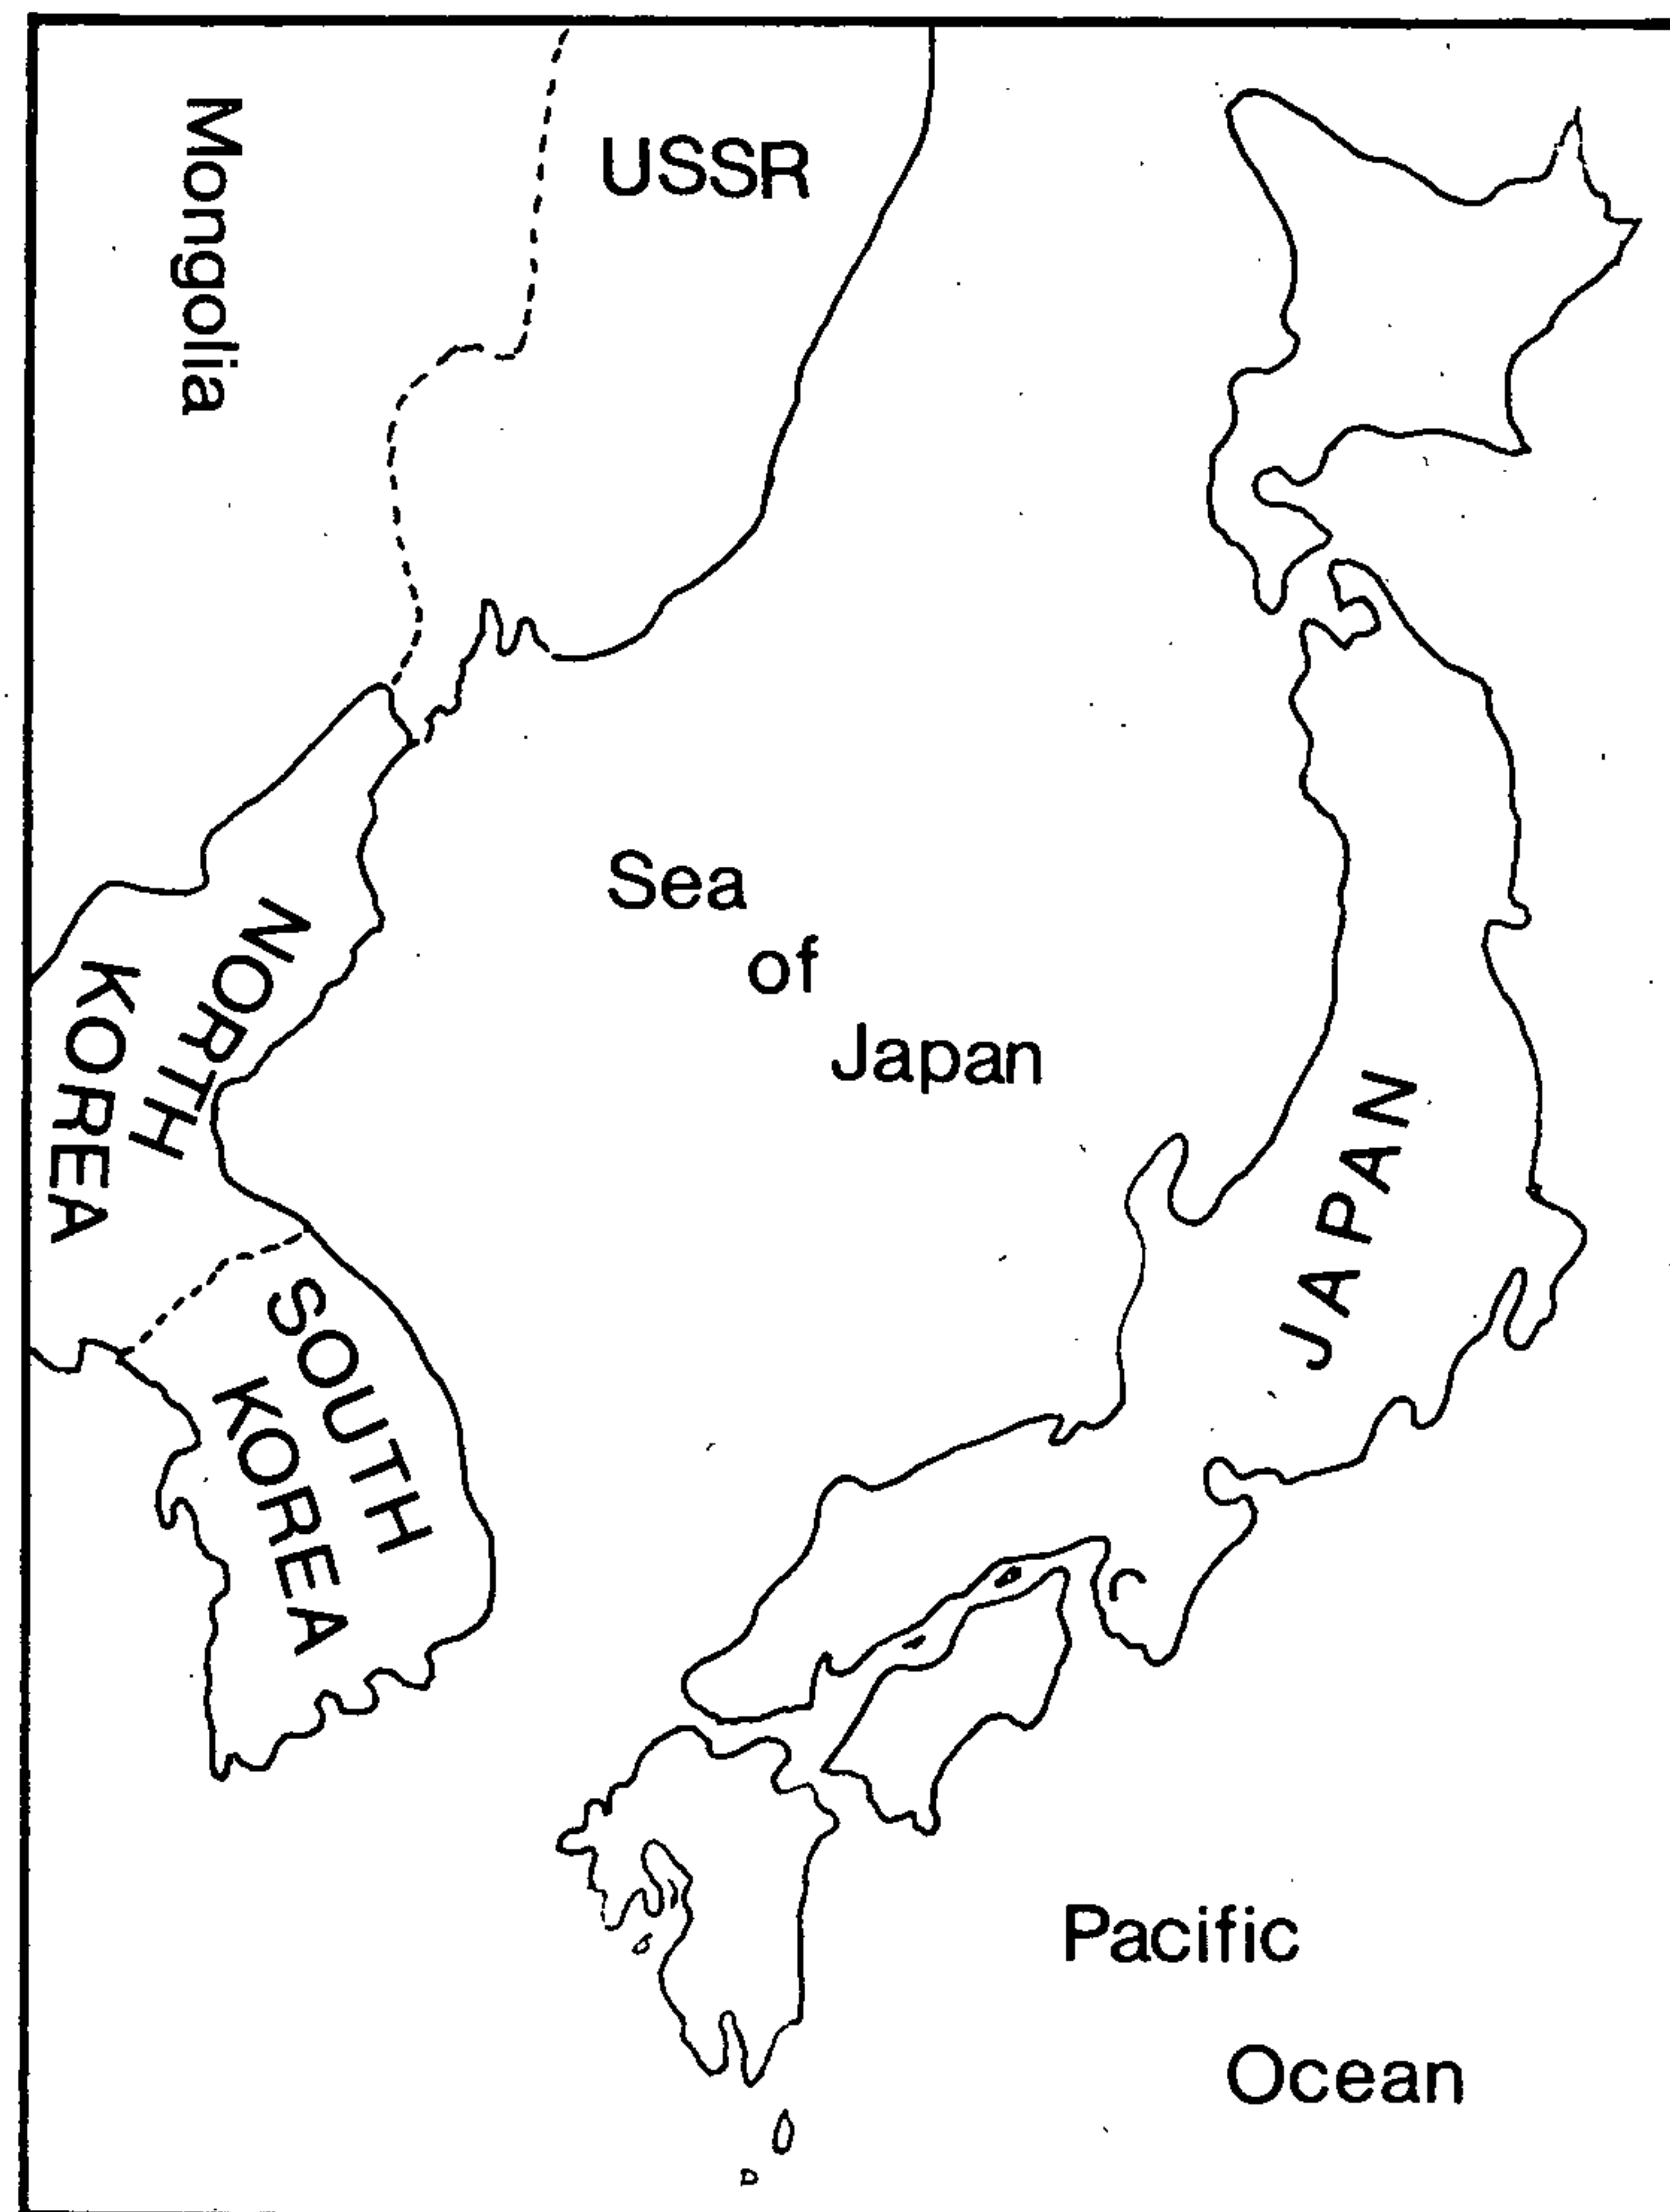 Mongolia
USSR
Sea
of
Japan
NORTH
KOREA
JAPAN
SOUTH
KOREA
Pacific
Ocean